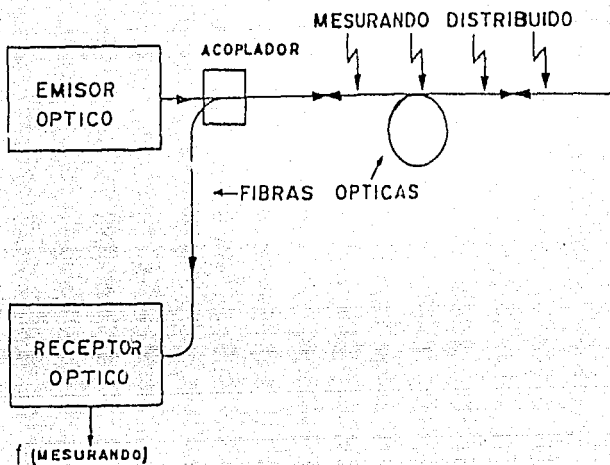 MESURANDO DISTRIBUIDO
ACOPLADOR
EMISOR
OPTICO
FIBRAS OPTICAS
RECEPTOR
OPTICO
f (MESURANDO)